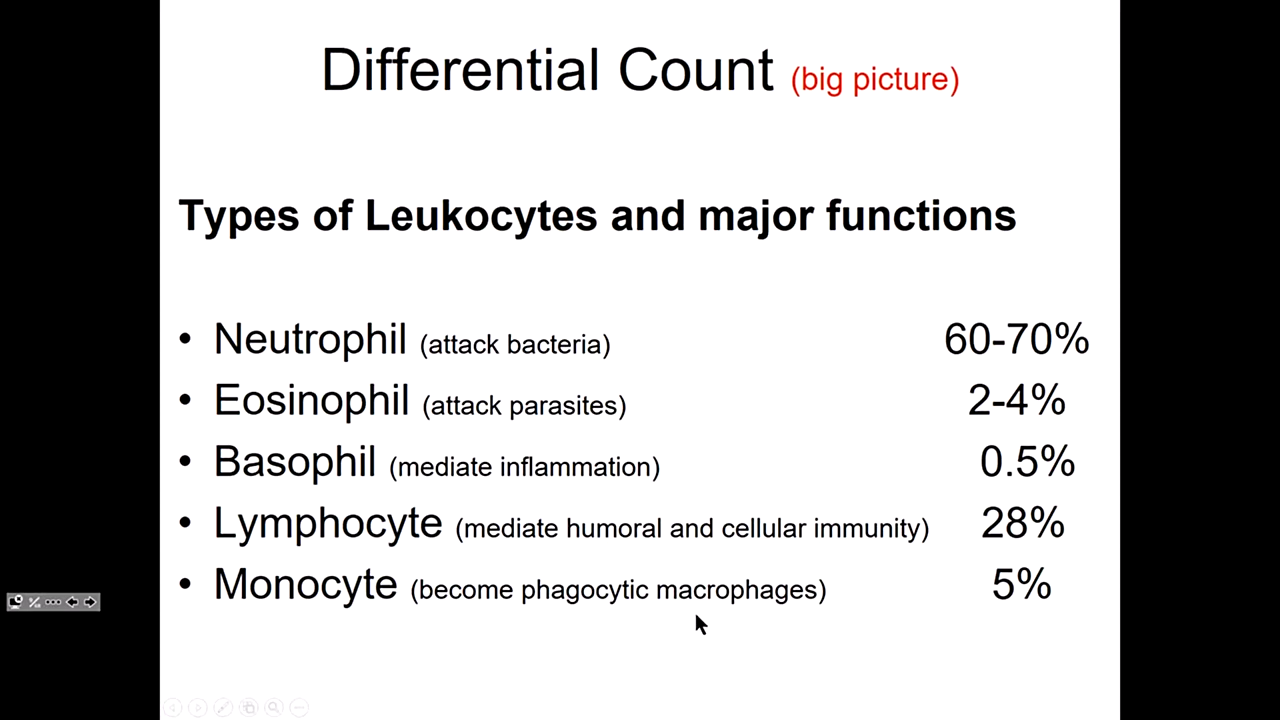 Differential Count (big picture)
Types of Leukocytes and major functions
• Neutrophil (attack bacteria) 60-70%
• Eosinophil (attack parasites) 2-4%
• Basophil (mediate inflammation) 0.5%
• Lymphocyte (mediate humoral and cellular immunity) 28%
• Monocyte (become phagocytic macrophages) 5%